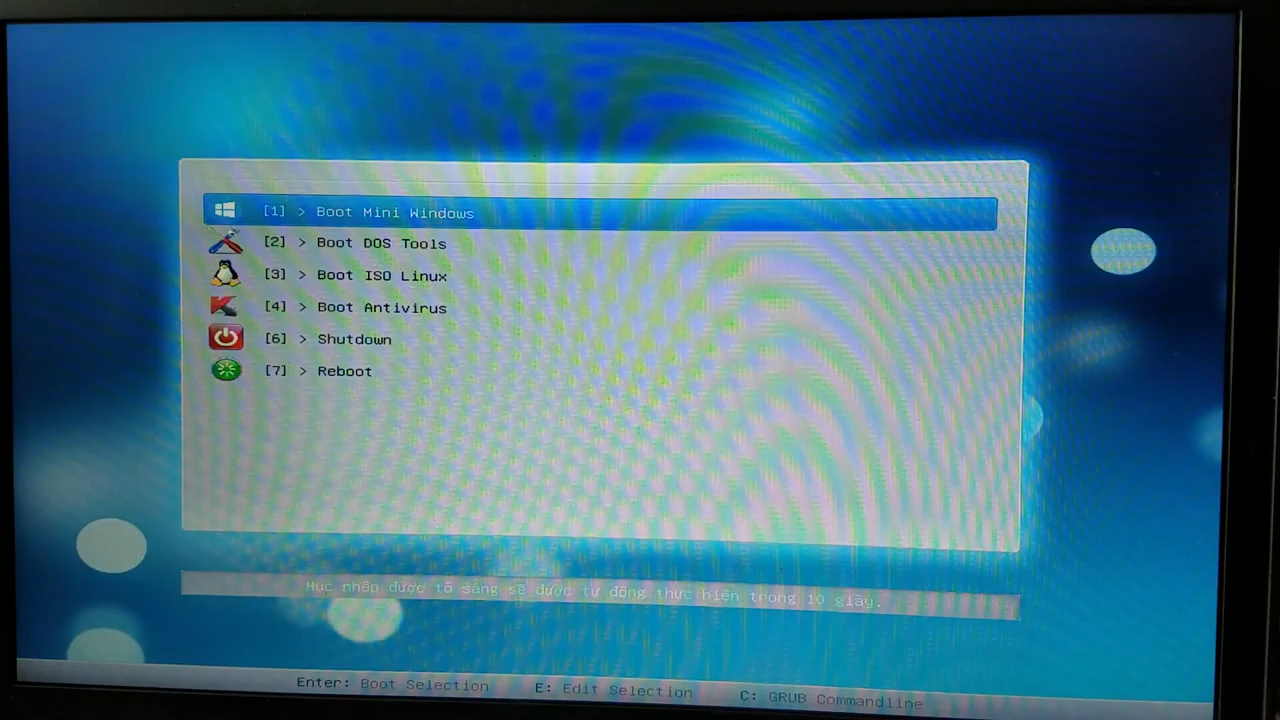 [1] > Boot Mini Windows
[2] > Boot DOS Tools
[3] > Boot ISO Linux
[4] > Boot Antivirus
[6] > Shutdown
[7] > Reboot
Mục nhập được tô sáng sẽ được tự động thực hiện trong 10 giây.
Enter: Boot Selection E: Edit Selection C: GRUB Commandline